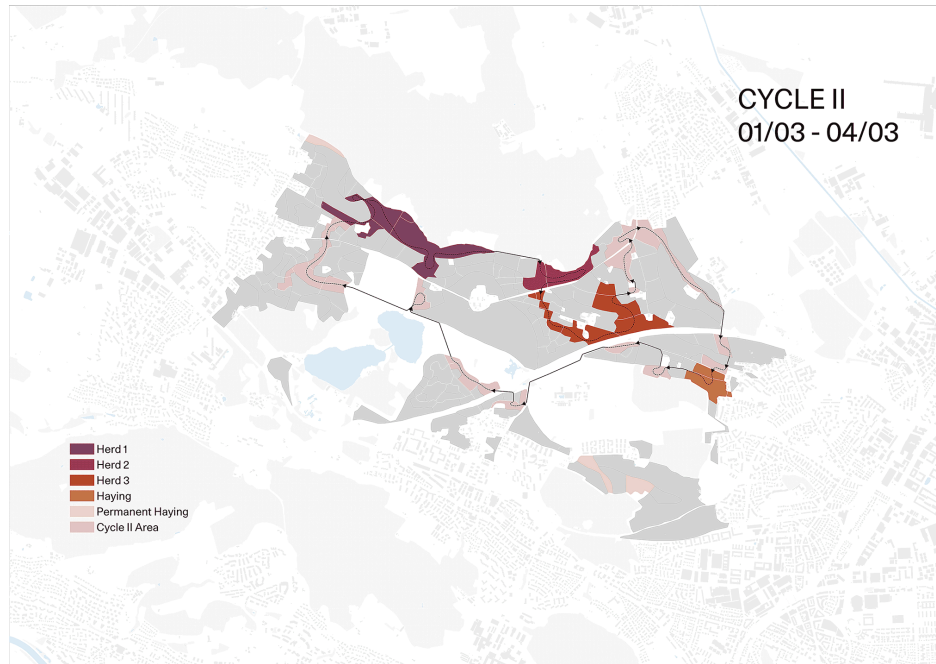 CYCLE II
01/03 - 04/03
Herd 1
Herd 2
Herd 3
Haying
Permanent Haying
Cycle II Area